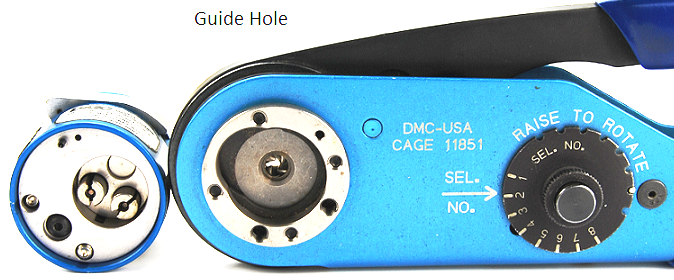 Guide Hole
DMC-USA
CAGE 11851
RAISE TO ROTATE
SEL. NO.
SEL.
NO.
1
2
3
4
5
6
7
8